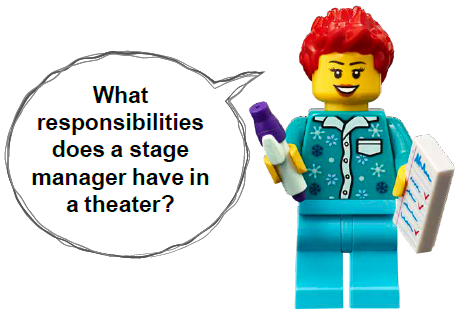 What
responsibilities
does a stage
manager have in
a theater?